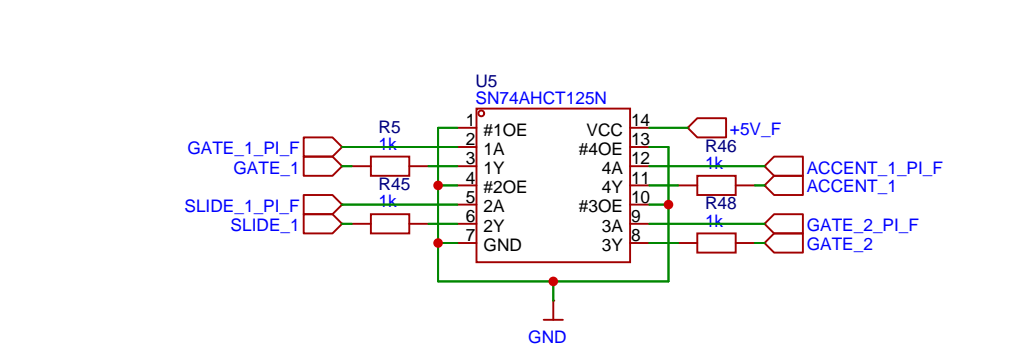 U5
SN74AHCT125N
1 #1OE VCC 14 +5V_F
GATE_1_PI_F 2 1A #4OE 13
GATE_1 R5 1k 3 1Y 4A 12 ACCENT_1_PI_F
4 #2OE 4Y 11 R46 1k ACCENT_1
SLIDE_1_PI_F 5 2A #3OE 10
SLIDE_1 R45 1k 6 2Y 3A 9 GATE_2_PI_F
7 GND 3Y 8 R48 1k GATE_2
GND